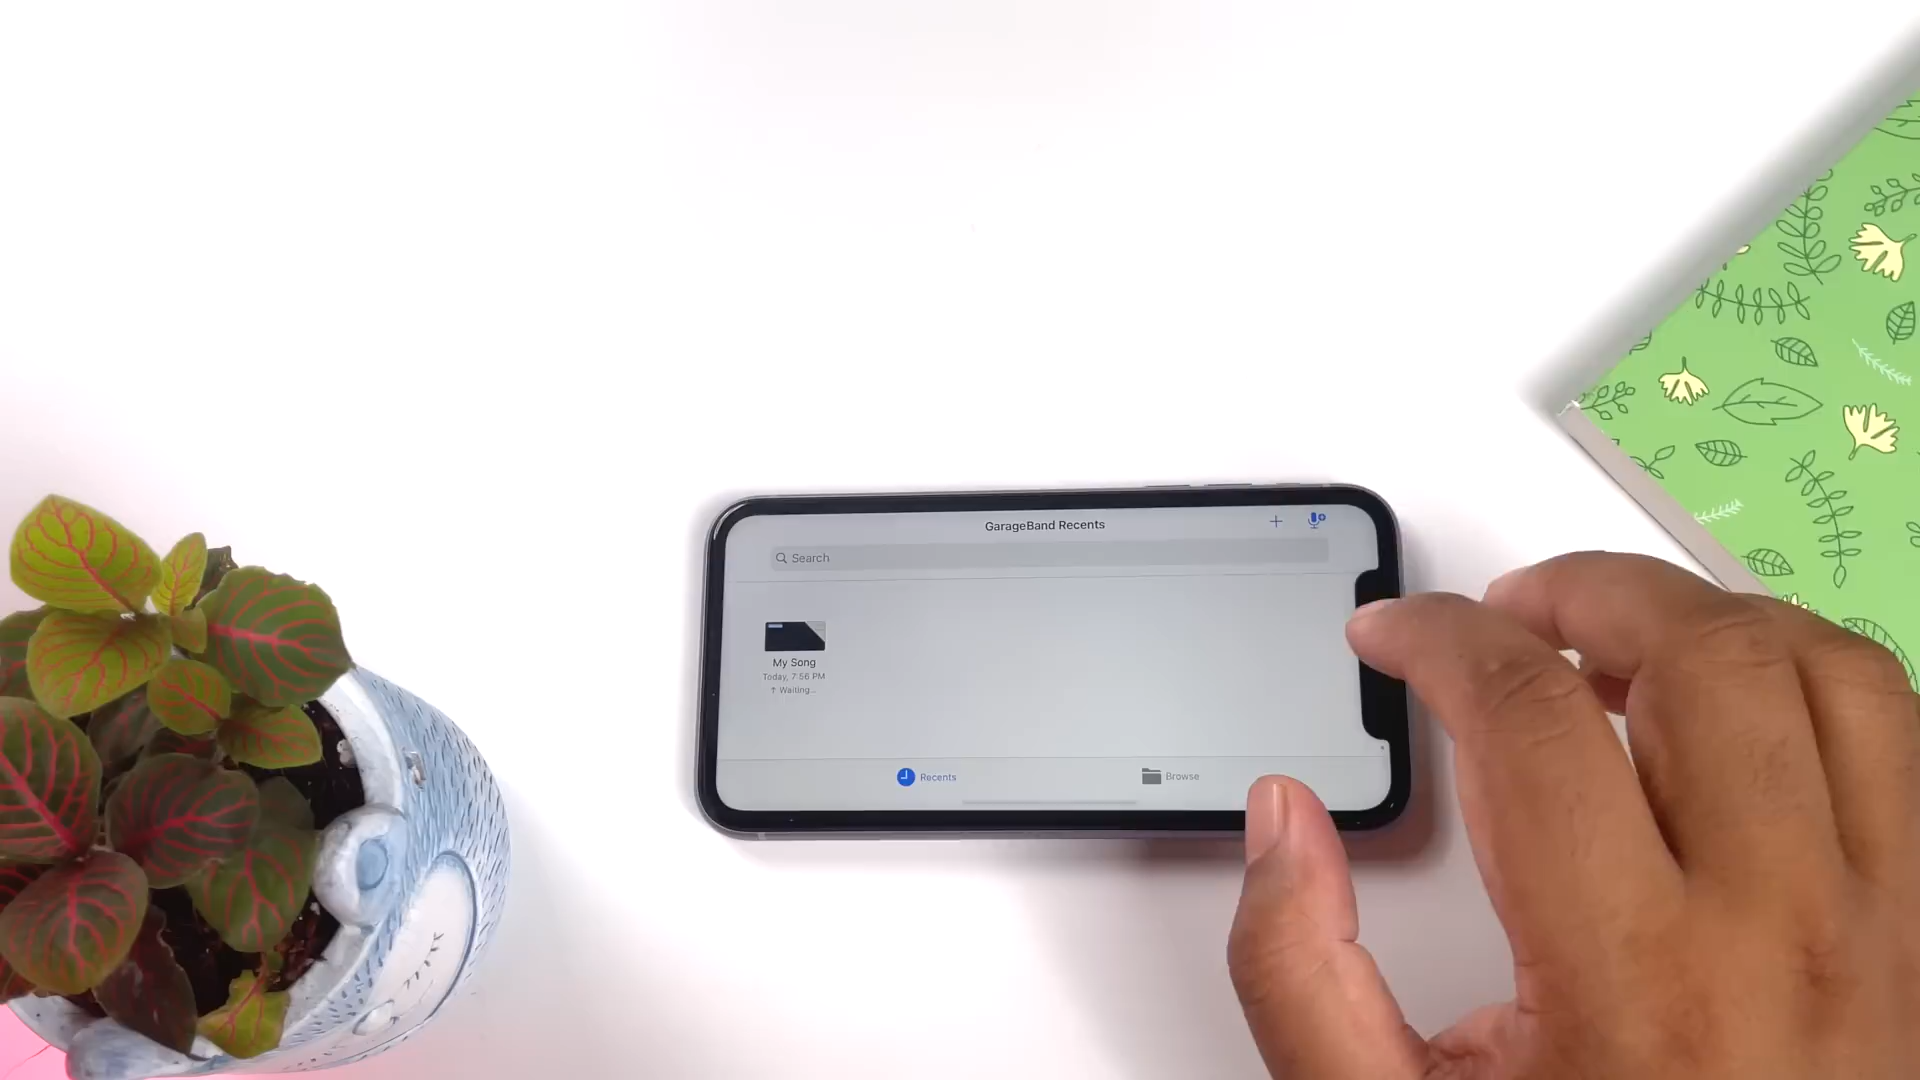 GarageBand Recents
Search
My Song
Today, 7:56 PM
↑ Waiting...
Recents
Browse